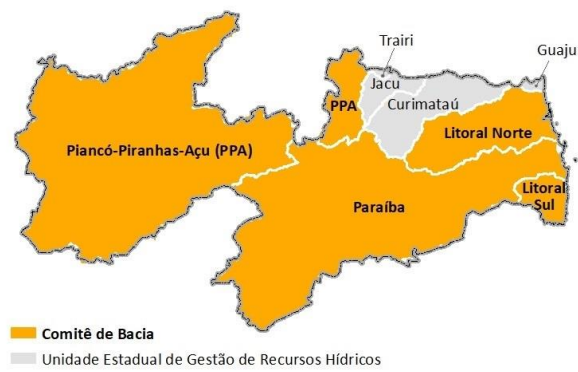 Trairi
Guaju
Jacu
PPA
Curimataú
Litoral Norte
Piancó-Piranhas-Açu (PPA)
Litoral
Sul
Paraíba
Comitê de Bacia
Unidade Estadual de Gestão de Recursos Hídricos